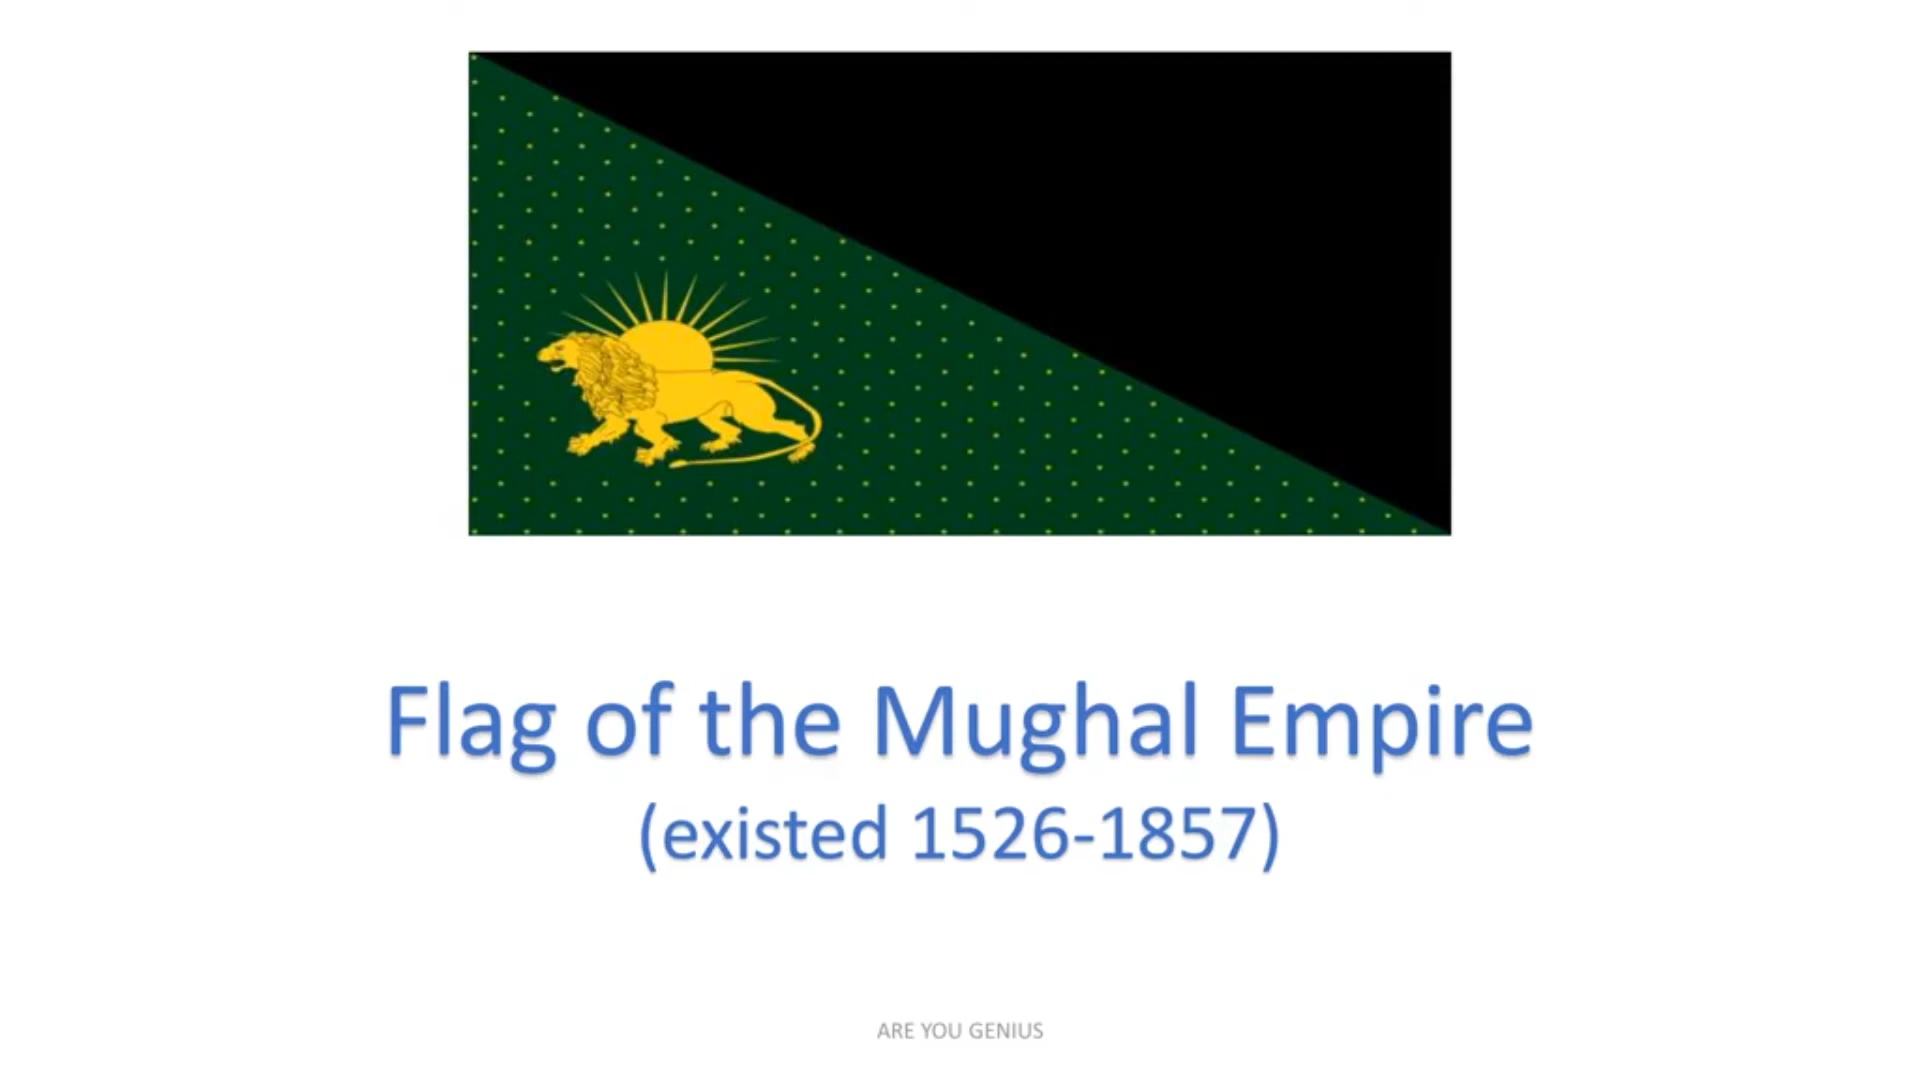 Flag of the Mughal Empire
(existed 1526-1857)
ARE YOU GENIUS